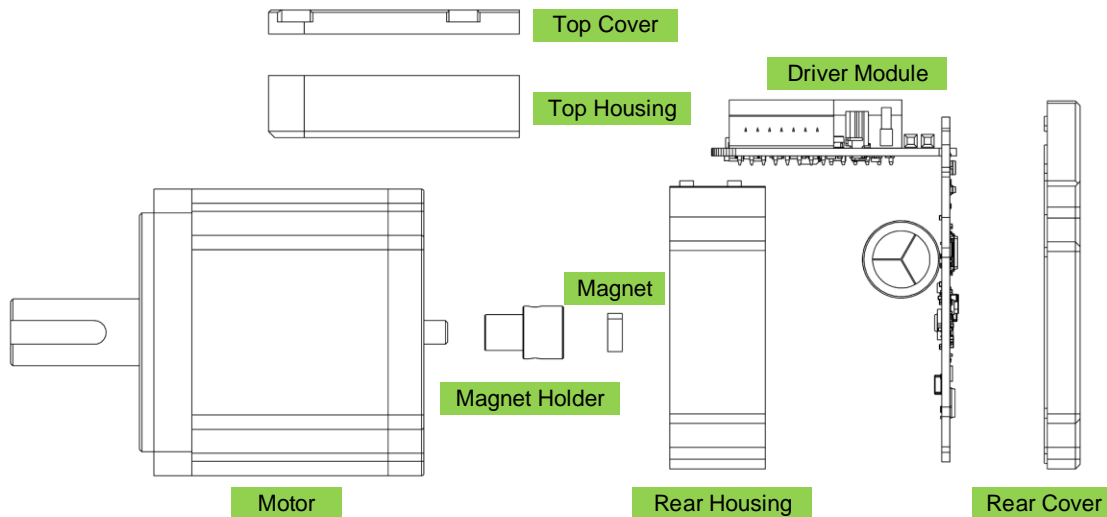 Top Cover
Driver Module
Top Housing
Magnet
Magnet Holder
Motor
Rear Housing
Rear Cover